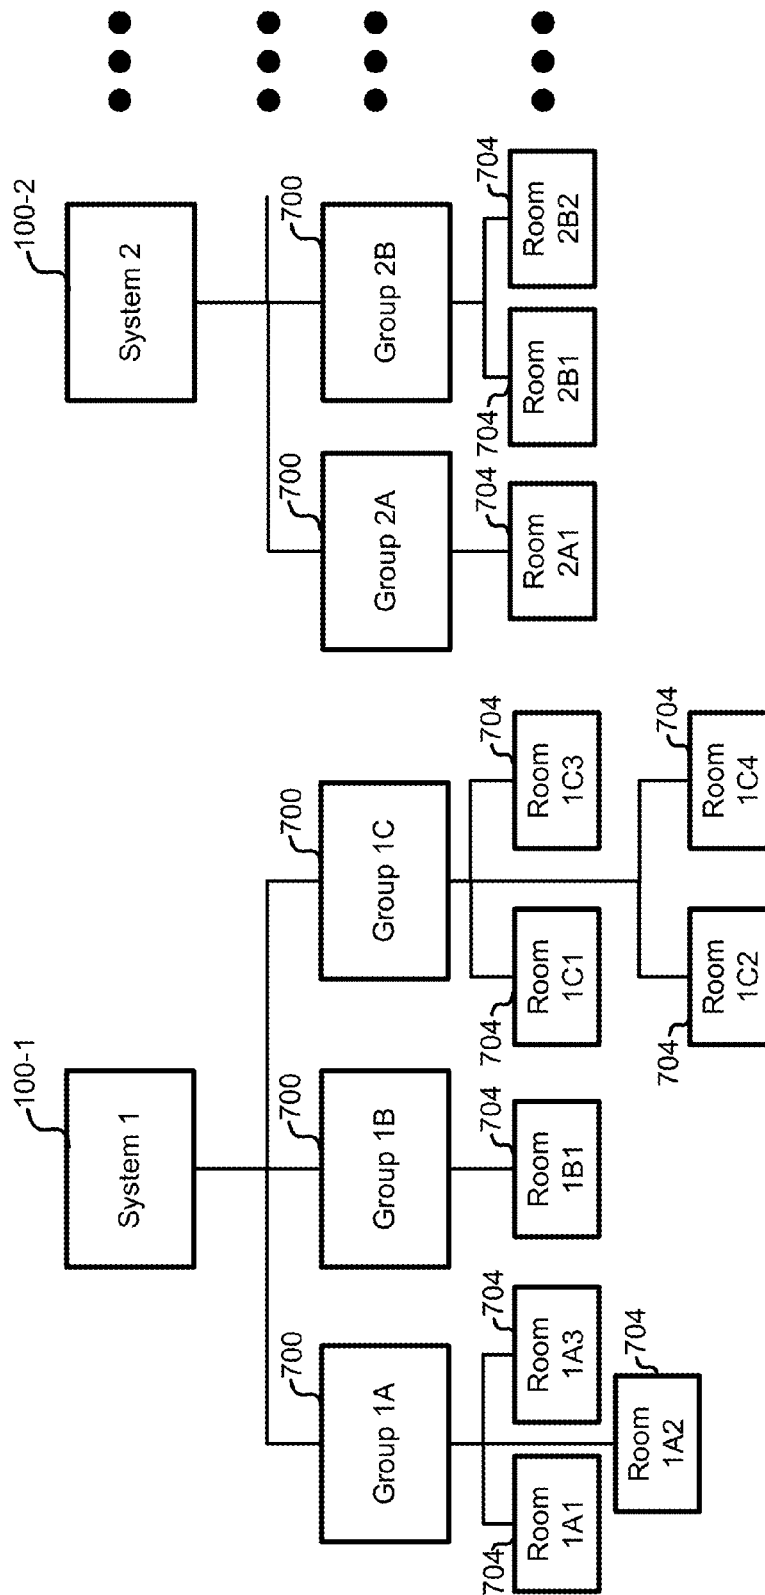 100-1
System 1
100-2
System 2
700
Group 1A
700
Group 1B
700
Group 1C
700
Group 2A
700
Group 2B
704
Room
1A1
704
Room
1A3
704
Room
1B1
704
Room
1C1
704
Room
1C3
704
Room
2A1
704
Room
2B1
704
Room
2B2
704
Room
1A2
704
Room
1C2
704
Room
1C4